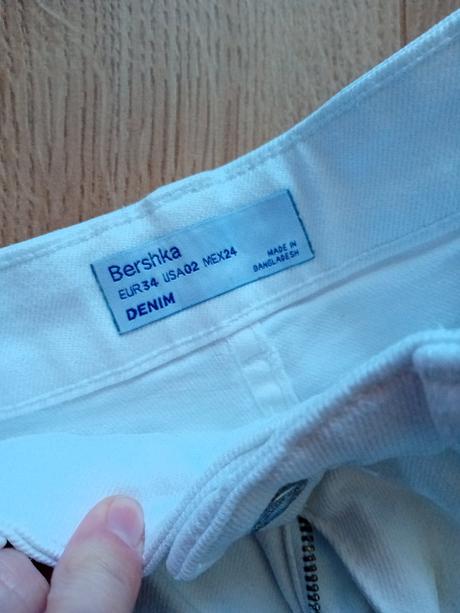 Bershka
EUR34 USA02 MEX24
DENIM
MADE IN
BANGLADESH